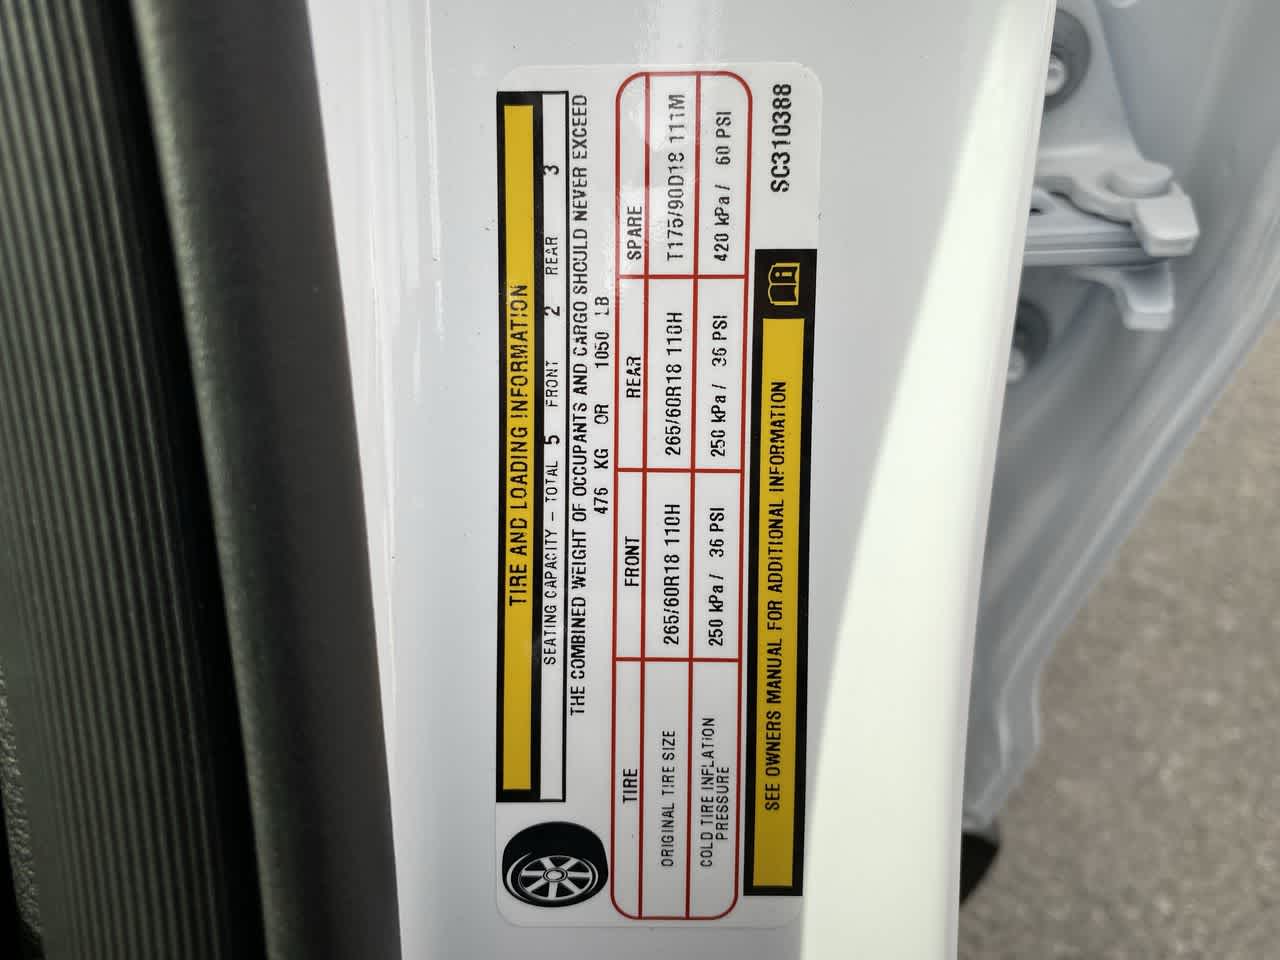 TIRE AND LOADING INFORMATION
SEATING CAPACITY - TOTAL 5 FRONT 2 REAR 3
THE COMBINED WEIGHT OF OCCUPANTS AND CARGO SHOULD NEVER EXCEED
476 KG OR 1050 LB
TIRE FRONT REAR SPARE
ORIGINAL TIRE SIZE 265/60R18 110H 265/60R18 110H T175/90D18 111M
COLD TIRE INFLATION PRESSURE 250 kPa / 36 PSI 250 kPa / 36 PSI 420 kPa / 60 PSI
SEE OWNERS MANUAL FOR ADDITIONAL INFORMATION
SC310388